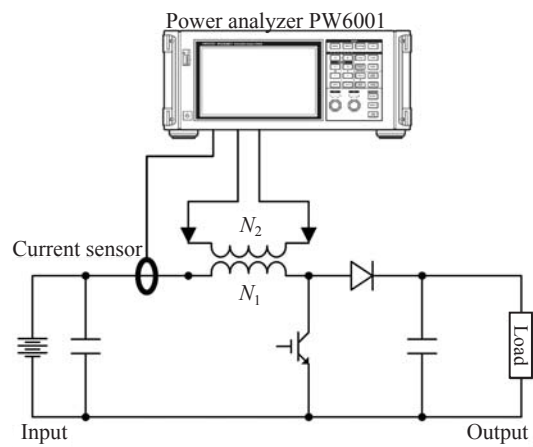 Power analyzer PW6001
N₂
Current sensor
N₁
Load
Input
Output